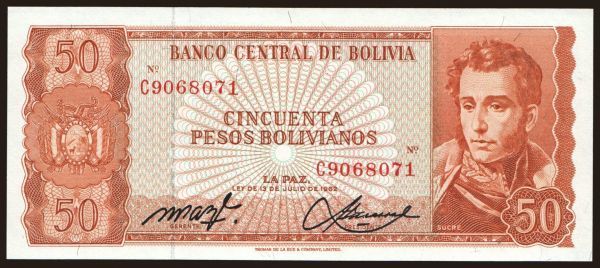 50
BANCO CENTRAL DE BOLIVIA
Nº
C9068071
CINCUENTA
PESOS BOLIVIANOS
Nº
C9068071
LA PAZ
LEY DE 13 DE JULIO DE 1962
50
GERENTE
SUCRE
50
THOMAS DE LA RUE & COMPANY, LIMITED.